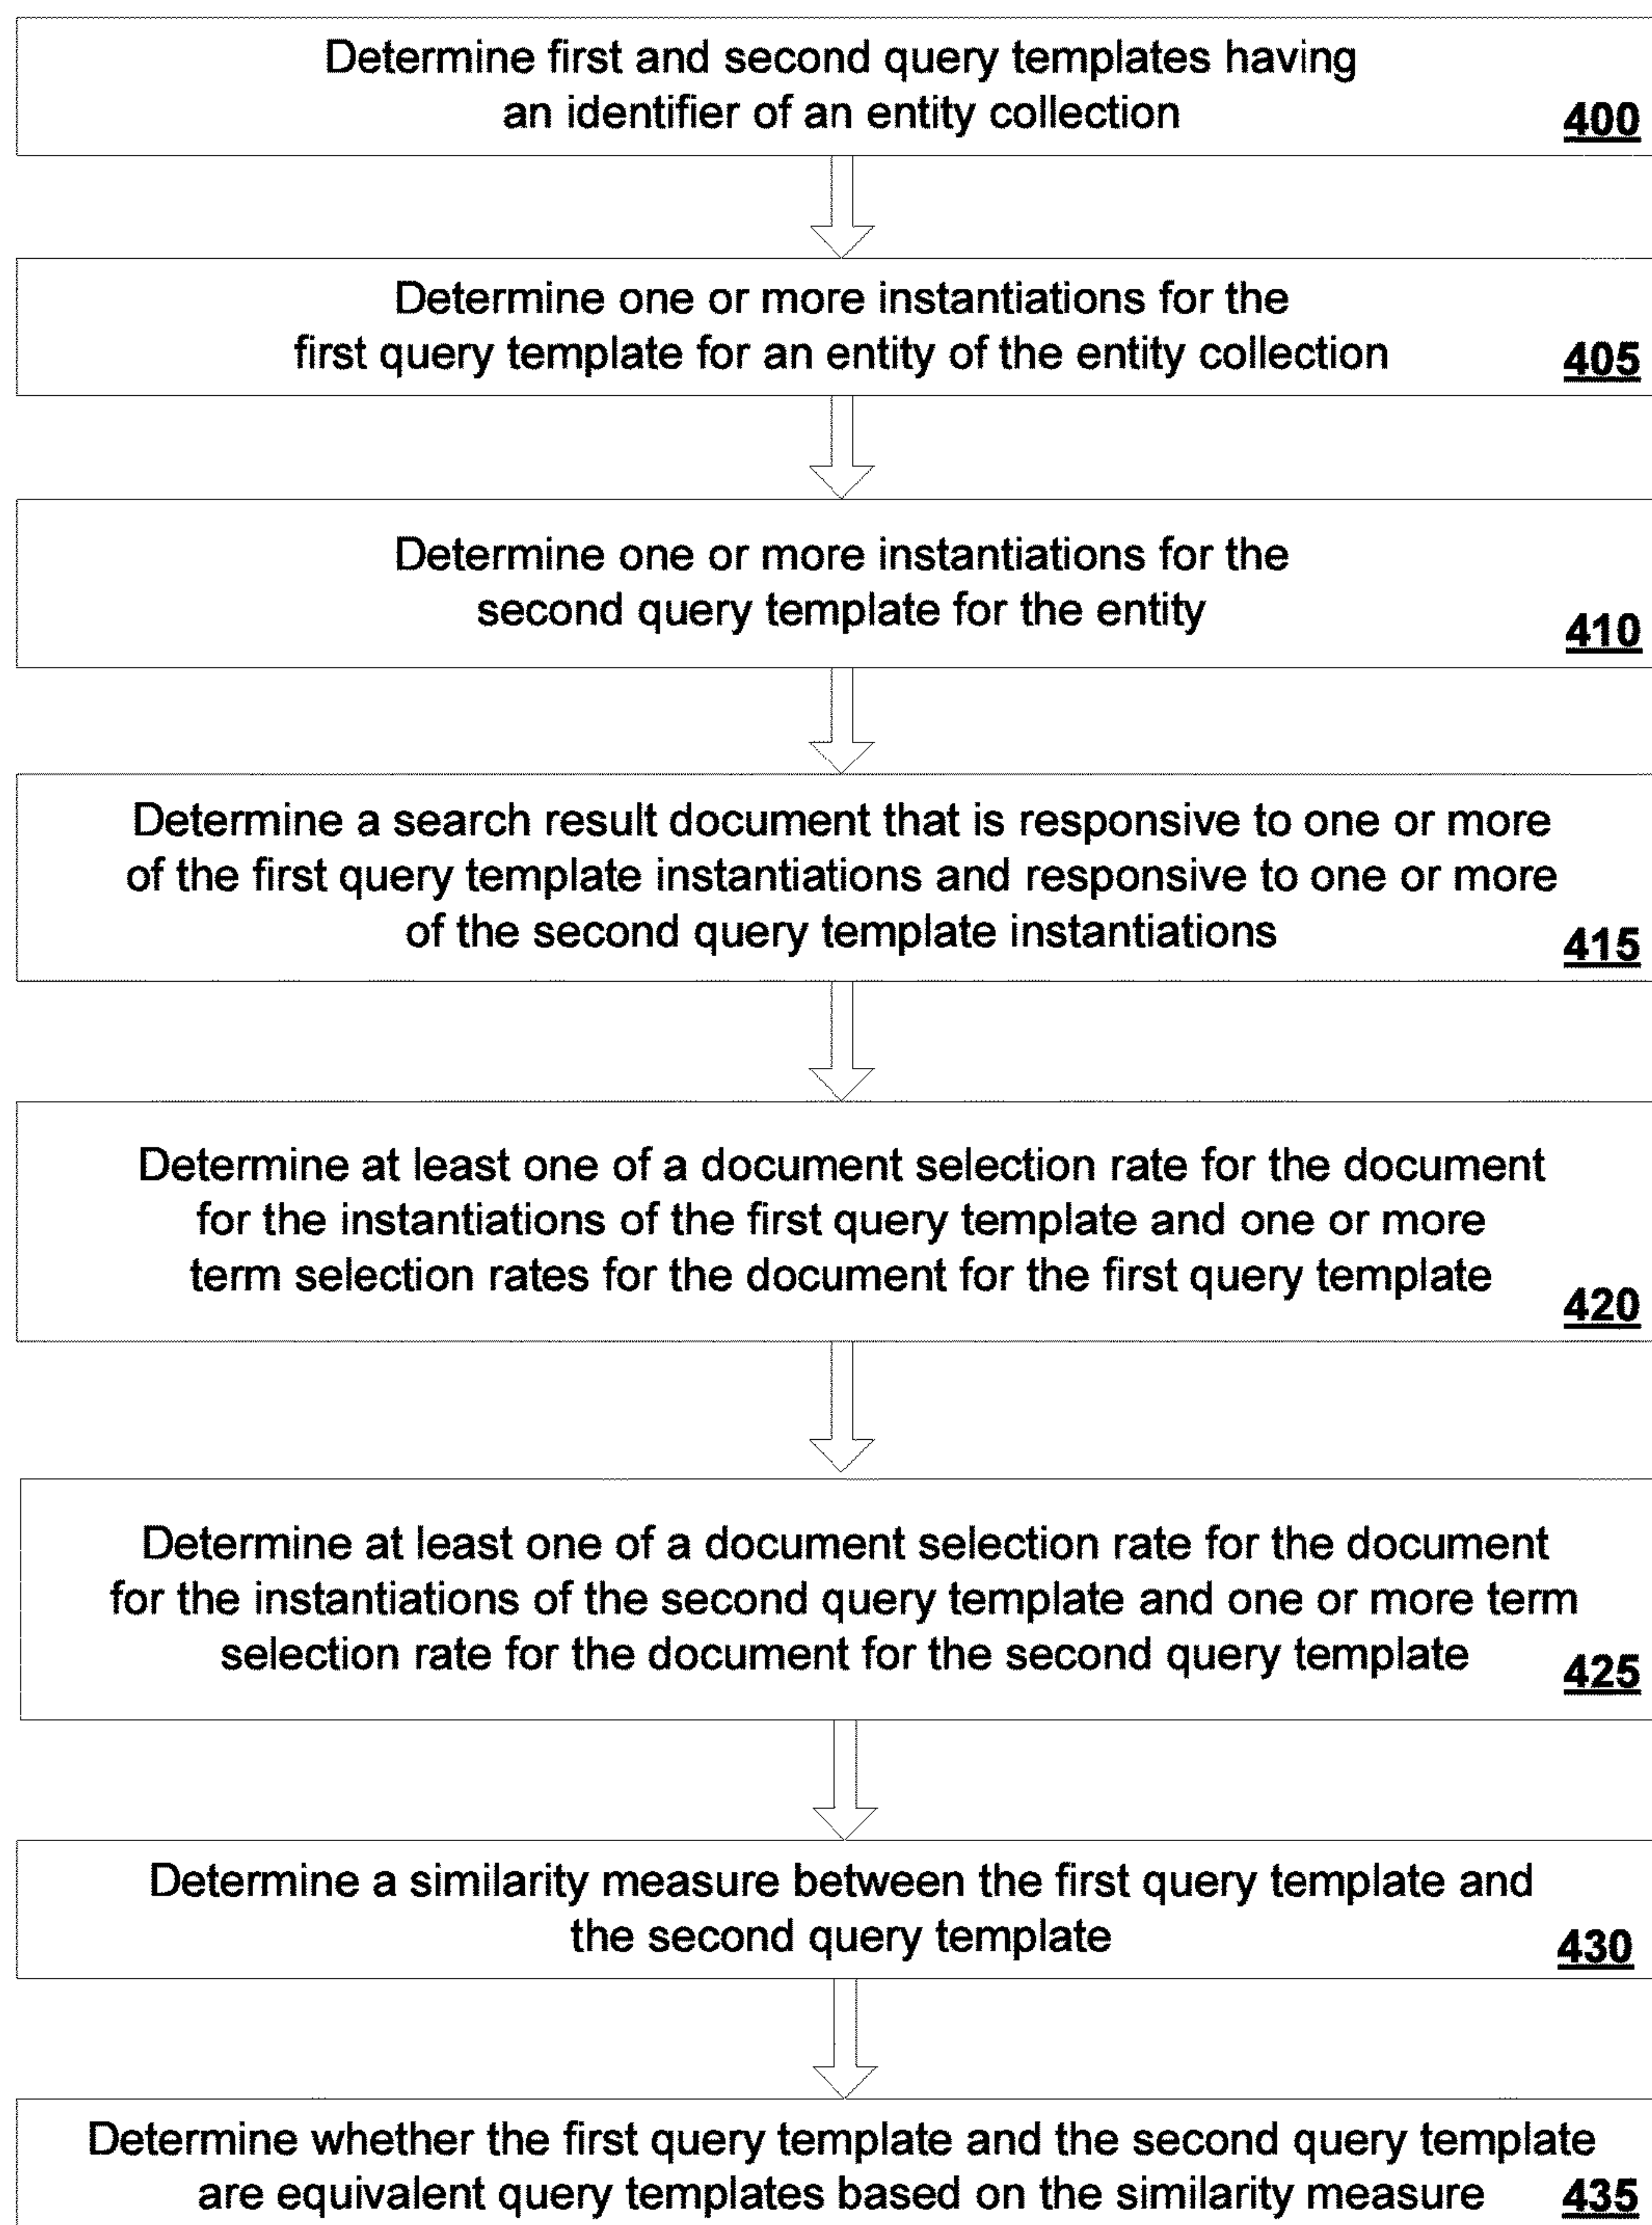 Determine first and second query templates having
an identifier of an entity collection
400
Determine one or more instantiations for the
first query template for an entity of the entity collection
405
Determine one or more instantiations for the
second query template for the entity
410
Determine a search result document that is responsive to one or more
of the first query template instantiations and responsive to one or more
of the second query template instantiations
415
Determine at least one of a document selection rate for the document
for the instantiations of the first query template and one or more
term selection rates for the document for the first query template
420
Determine at least one of a document selection rate for the document
for the instantiations of the second query template and one or more term
selection rate for the document for the second query template
425
Determine a similarity measure between the first query template and
the second query template
430
Determine whether the first query template and the second query template
are equivalent query templates based on the similarity measure
435